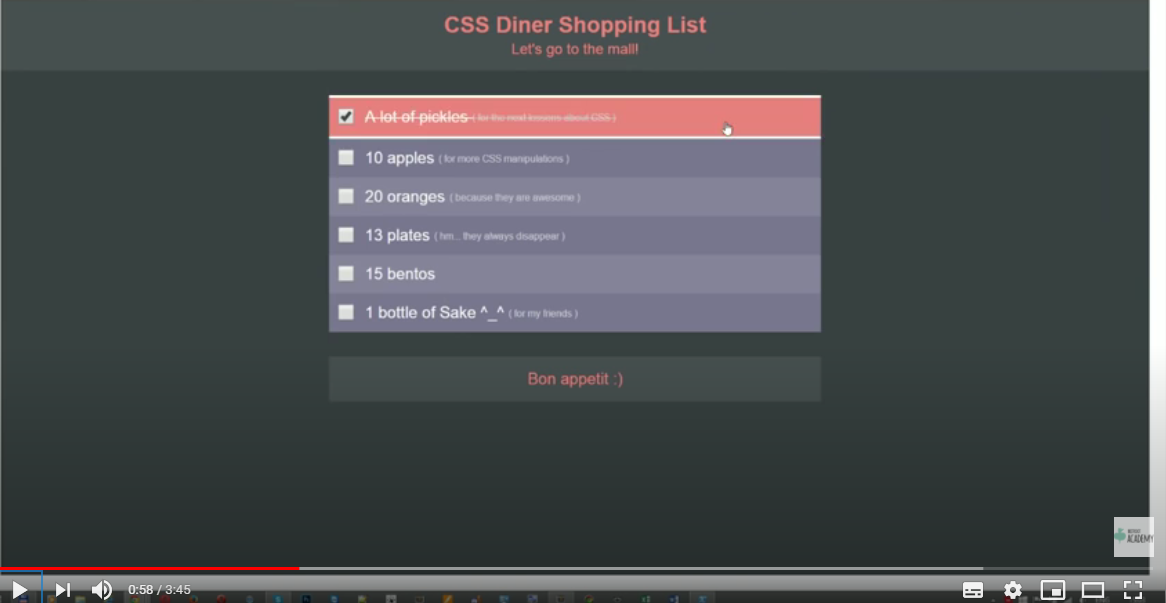 CSS Diner Shopping List
Let's go to the mall!
A lot of pickles ( for the next lessons about CSS )
10 apples ( for more CSS manipulations )
20 oranges ( because they are awesome )
13 plates ( hm... they always disappear )
15 bentos
1 bottle of Sake ^_^ ( for my friends )
Bon appetit :)
ACADEMY
0:58 / 3:45